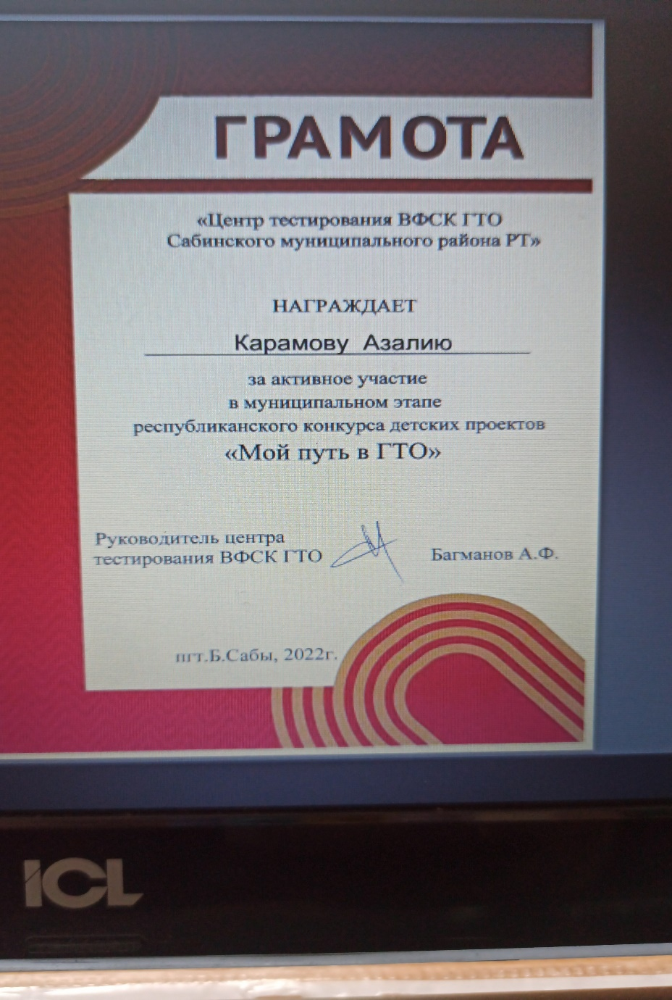 ГРАМОТА
«Центр тестирования ВФСК ГТО
Сабинского муниципального района РТ»
НАГРАЖДАЕТ
Карамову Азалию
за активное участие
в муниципальном этапе
республиканского конкурса детских проектов
«Мой путь в ГТО»
Руководитель центра
тестирования ВФСК ГТО
Багманов А.Ф.
пгт.Б.Сабы, 2022г.
ICL